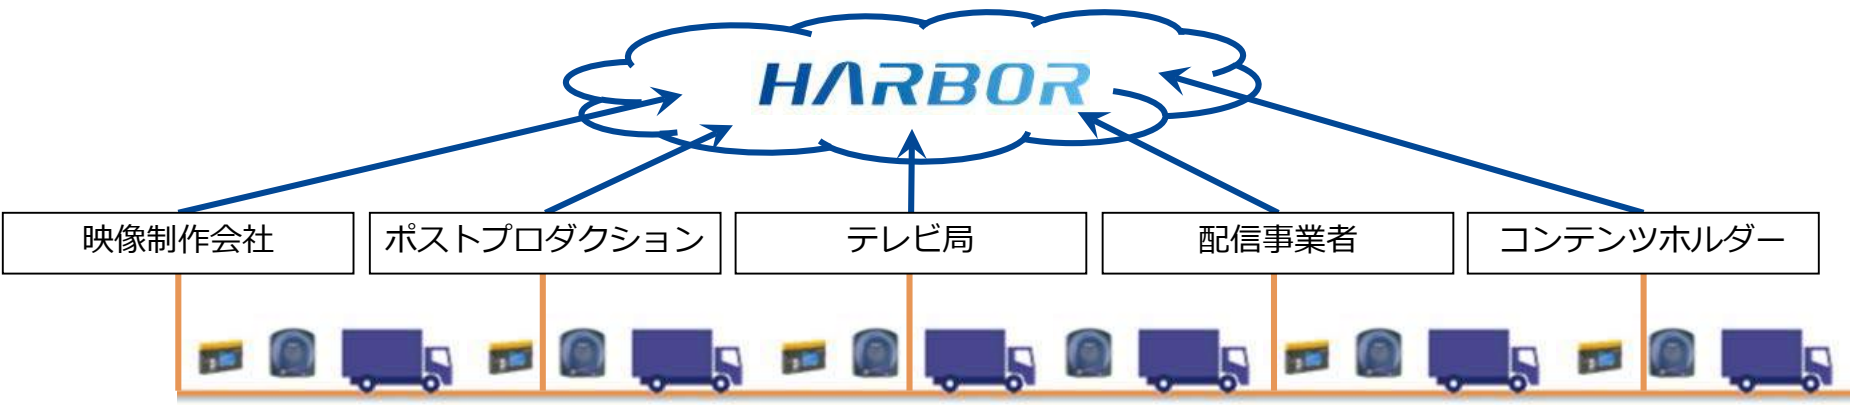 HARBOR
映像制作会社
ポストプロダクション
テレビ局
配信事業者
コンテンツホルダー